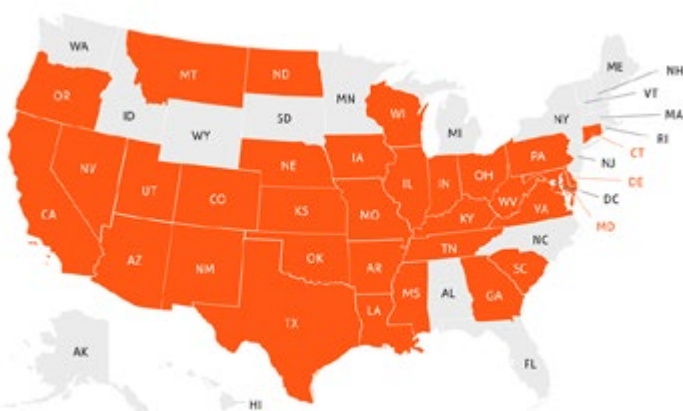 WA
ME
NH
MT
ND
VT
OR
MN
MA
ID
SD
WI
NY
RI
WY
MI
CT
IA
PA
NJ
NE
DE
NV
IL
IN
OH
DC
UT
CO
WV
VA
CA
KS
MO
KY
MD
NC
TN
AZ
NM
OK
AR
SC
MS
AL
GA
TX
LA
AK
FL
HI